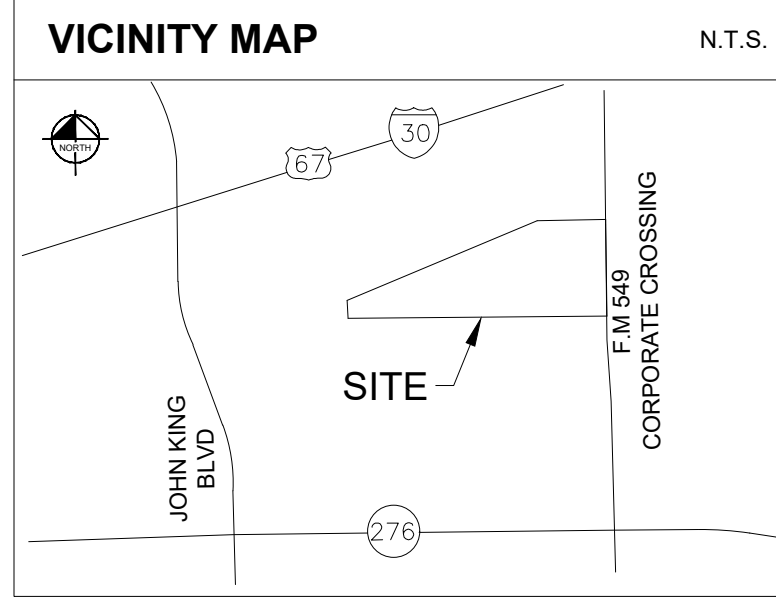 VICINITY MAP
N.T.S.
NORTH
30
67
F.M 549
CORPORATE CROSSING
SITE
JOHN KING
BLVD
276